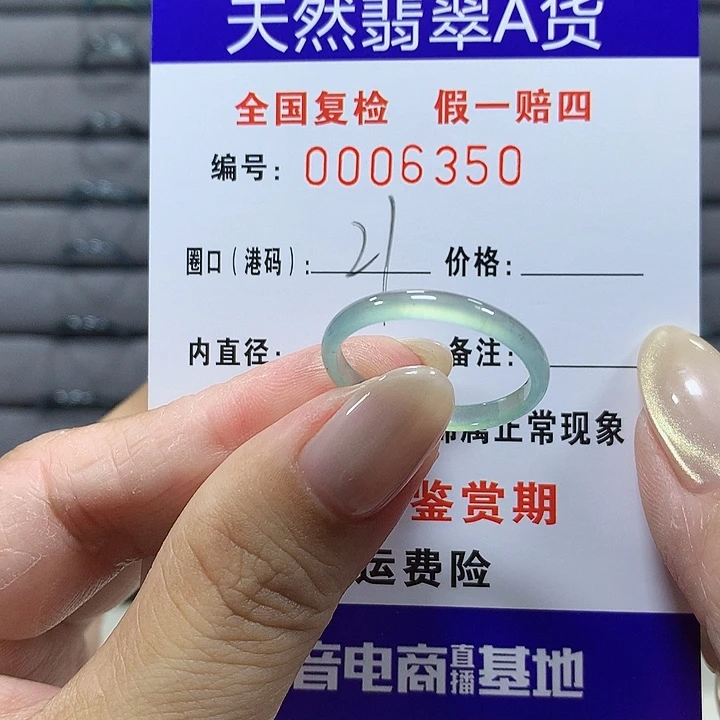 天然翡翠A货
全国复检 假一赔四
编号: 0006350
圈口(港码): 21 价格:
内直径: 备注:
属正常现象
鉴赏期
运费险
音电商直播基地